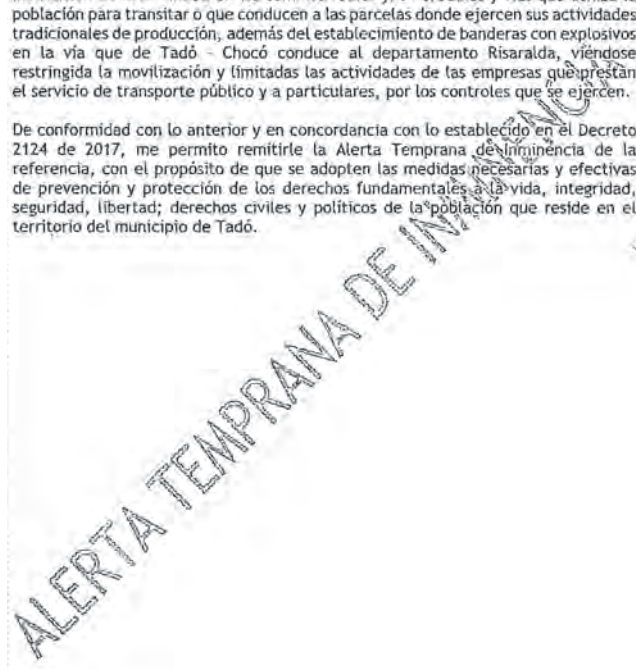 población para transitar o que conducen a las parcelas donde ejercen sus actividades
tradicionales de producción, además del establecimiento de banderas con explosivos
en la vía que de Tadó - Chocó conduce al departamento Risaralda, viéndose
restringida la movilización y limitadas las actividades de las empresas que prestan
el servicio de transporte público y a particulares, por los controles que se ejercen.
De conformidad con lo anterior y en concordancia con lo establecido en el Decreto
2124 de 2017, me permito remitirle la Alerta Temprana de Inminencia de la
referencia, con el propósito de que se adopten las medidas necesarias y efectivas
de prevención y protección de los derechos fundamentales a la vida, integridad,
seguridad, libertad; derechos civiles y políticos de la población que reside en el
territorio del municipio de Tadó.
ALERTA TEMPRANA DE INMINENCIA